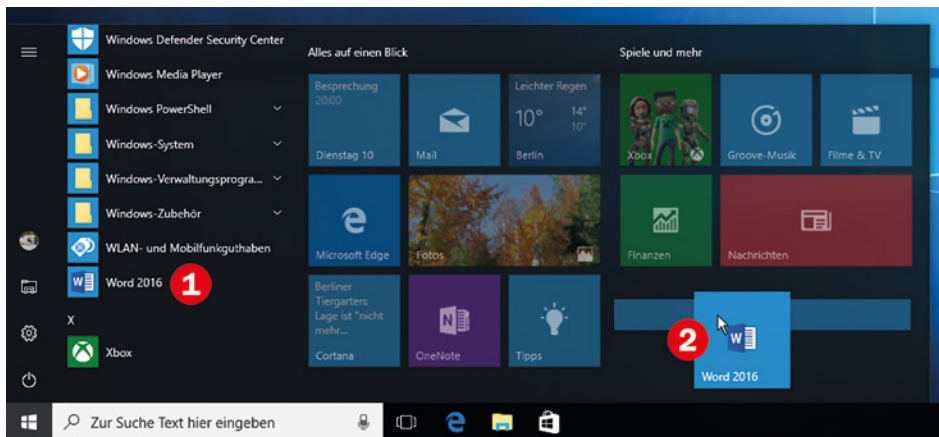 Windows Defender Security Center
Windows Media Player
Windows PowerShell
Windows-System
Windows-Verwaltungsprogra...
Windows-Zubehör
WLAN- und Mobilfunkguthaben
Word 2016
1
X
Xbox
Alles auf einen Blick
Besprechung
20:00
Dienstag 10
Mail
Leichter Regen
10° 14°
10°
Berlin
Microsoft Edge
Fotos
Berliner
Tiergarten:
Lage ist "nicht
mehr...
Cortana
N
OneNote
Tipps
Spiele und mehr
Xbox
Groove-Musik
Filme & TV
Finanzen
Nachrichten
2
W
Word 2016
Zur Suche Text hier eingeben